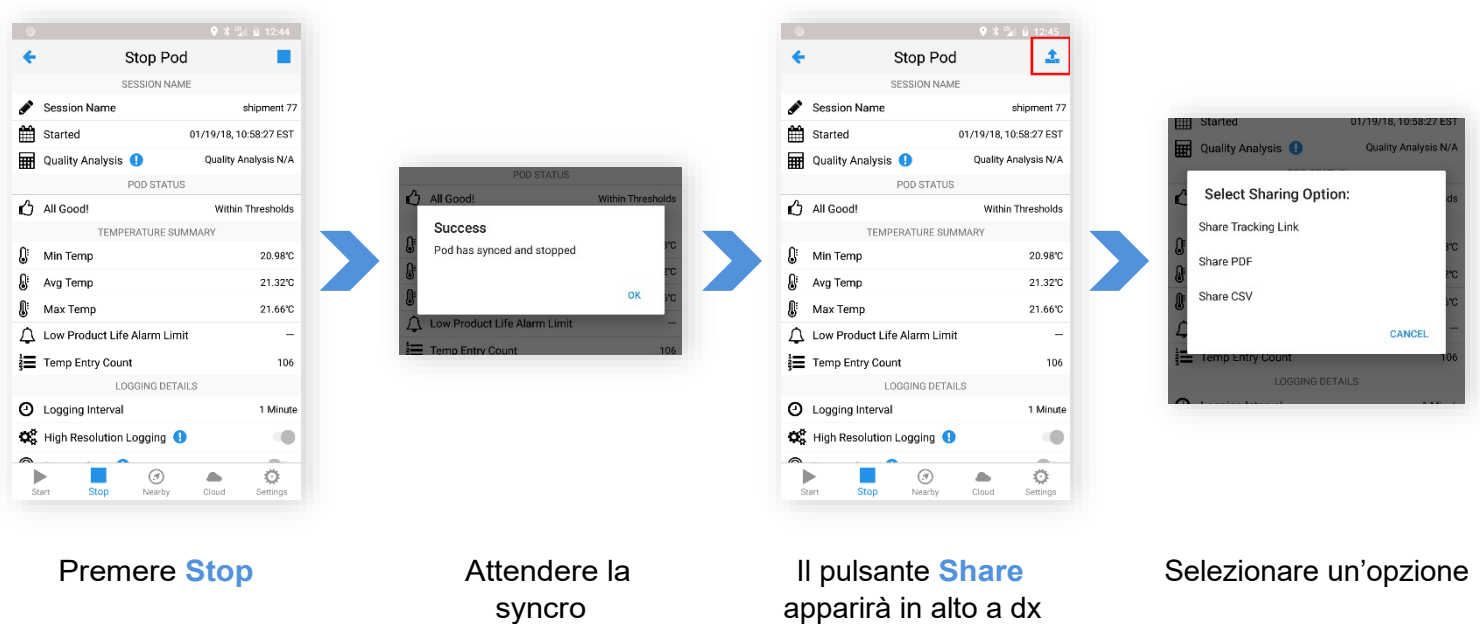 12:44
Stop Pod
SESSION NAME
Session Name shipment 77
Started 01/19/18, 10:58:27 EST
Quality Analysis Quality Analysis N/A
POD STATUS
All Good! Within Thresholds
TEMPERATURE SUMMARY
Min Temp 20.98°C
Avg Temp 21.32°C
Max Temp 21.66°C
Low Product Life Alarm Limit —
Temp Entry Count 106
LOGGING DETAILS
Logging Interval 1 Minute
High Resolution Logging
Start Stop Nearby Cloud Settings
Premere Stop
POD STATUS
All Good! Within Thresholds
Success
Pod has synced and stopped
OK
Low Product Life Alarm Limit —
Temp Entry Count 106
Attendere la
syncro
12:45
Stop Pod
SESSION NAME
Session Name shipment 77
Started 01/19/18, 10:58:27 EST
Quality Analysis Quality Analysis N/A
POD STATUS
All Good! Within Thresholds
TEMPERATURE SUMMARY
Min Temp 20.98°C
Avg Temp 21.32°C
Max Temp 21.66°C
Low Product Life Alarm Limit —
Temp Entry Count 106
LOGGING DETAILS
Logging Interval 1 Minute
High Resolution Logging
Start Stop Nearby Cloud Settings
Il pulsante Share
apparirà in alto a dx
Started 01/19/18, 10:58:27 EST
Quality Analysis Quality Analysis N/A
Select Sharing Option:
Share Tracking Link
Share PDF
Share CSV
CANCEL
Temp Entry Count 106
LOGGING DETAILS
Selezionare un’opzione